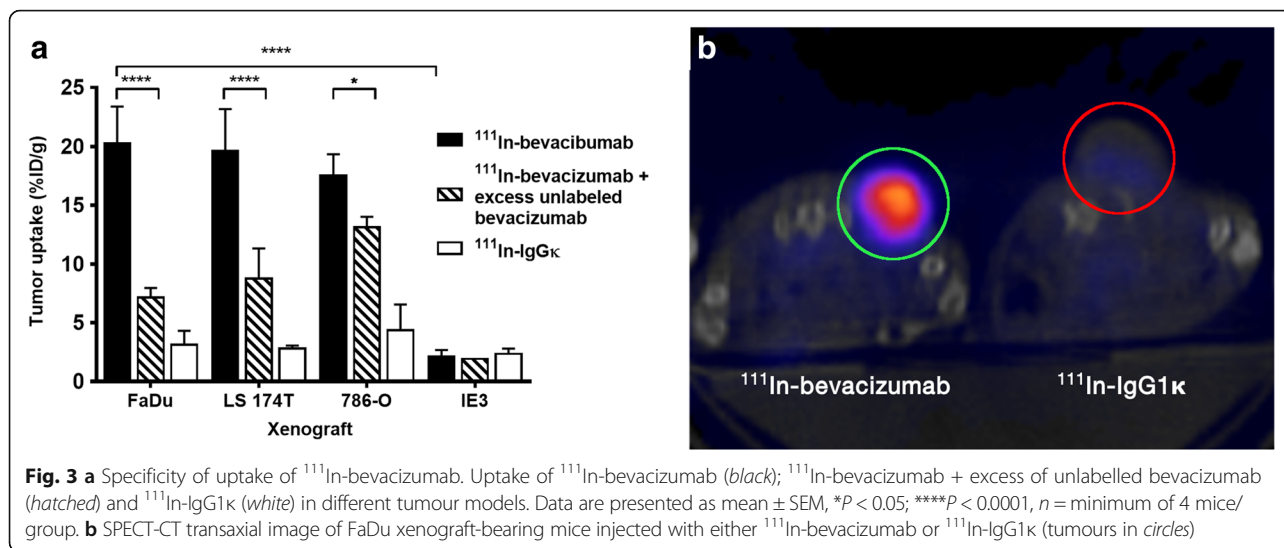 a
****
****
****
*
25
20
15
10
5
0
Tumor uptake (%ID/g)
FaDu
LS 174T
786-O
IE3
Xenograft
¹¹¹In-bevacibumab
¹¹¹In-bevacizumab +
excess unlabeled
bevacizumab
¹¹¹In-IgGκ
b
¹¹¹In-bevacizumab
¹¹¹In-IgG1κ
Fig. 3 a Specificity of uptake of ¹¹¹In-bevacizumab. Uptake of ¹¹¹In-bevacizumab (black); ¹¹¹In-bevacizumab + excess of unlabelled bevacizumab
(hatched) and ¹¹¹In-IgG1κ (white) in different tumour models. Data are presented as mean ± SEM, *P < 0.05; ****P < 0.0001, n = minimum of 4 mice/
group. b SPECT-CT transaxial image of FaDu xenograft-bearing mice injected with either ¹¹¹In-bevacizumab or ¹¹¹In-IgG1κ (tumours in circles)